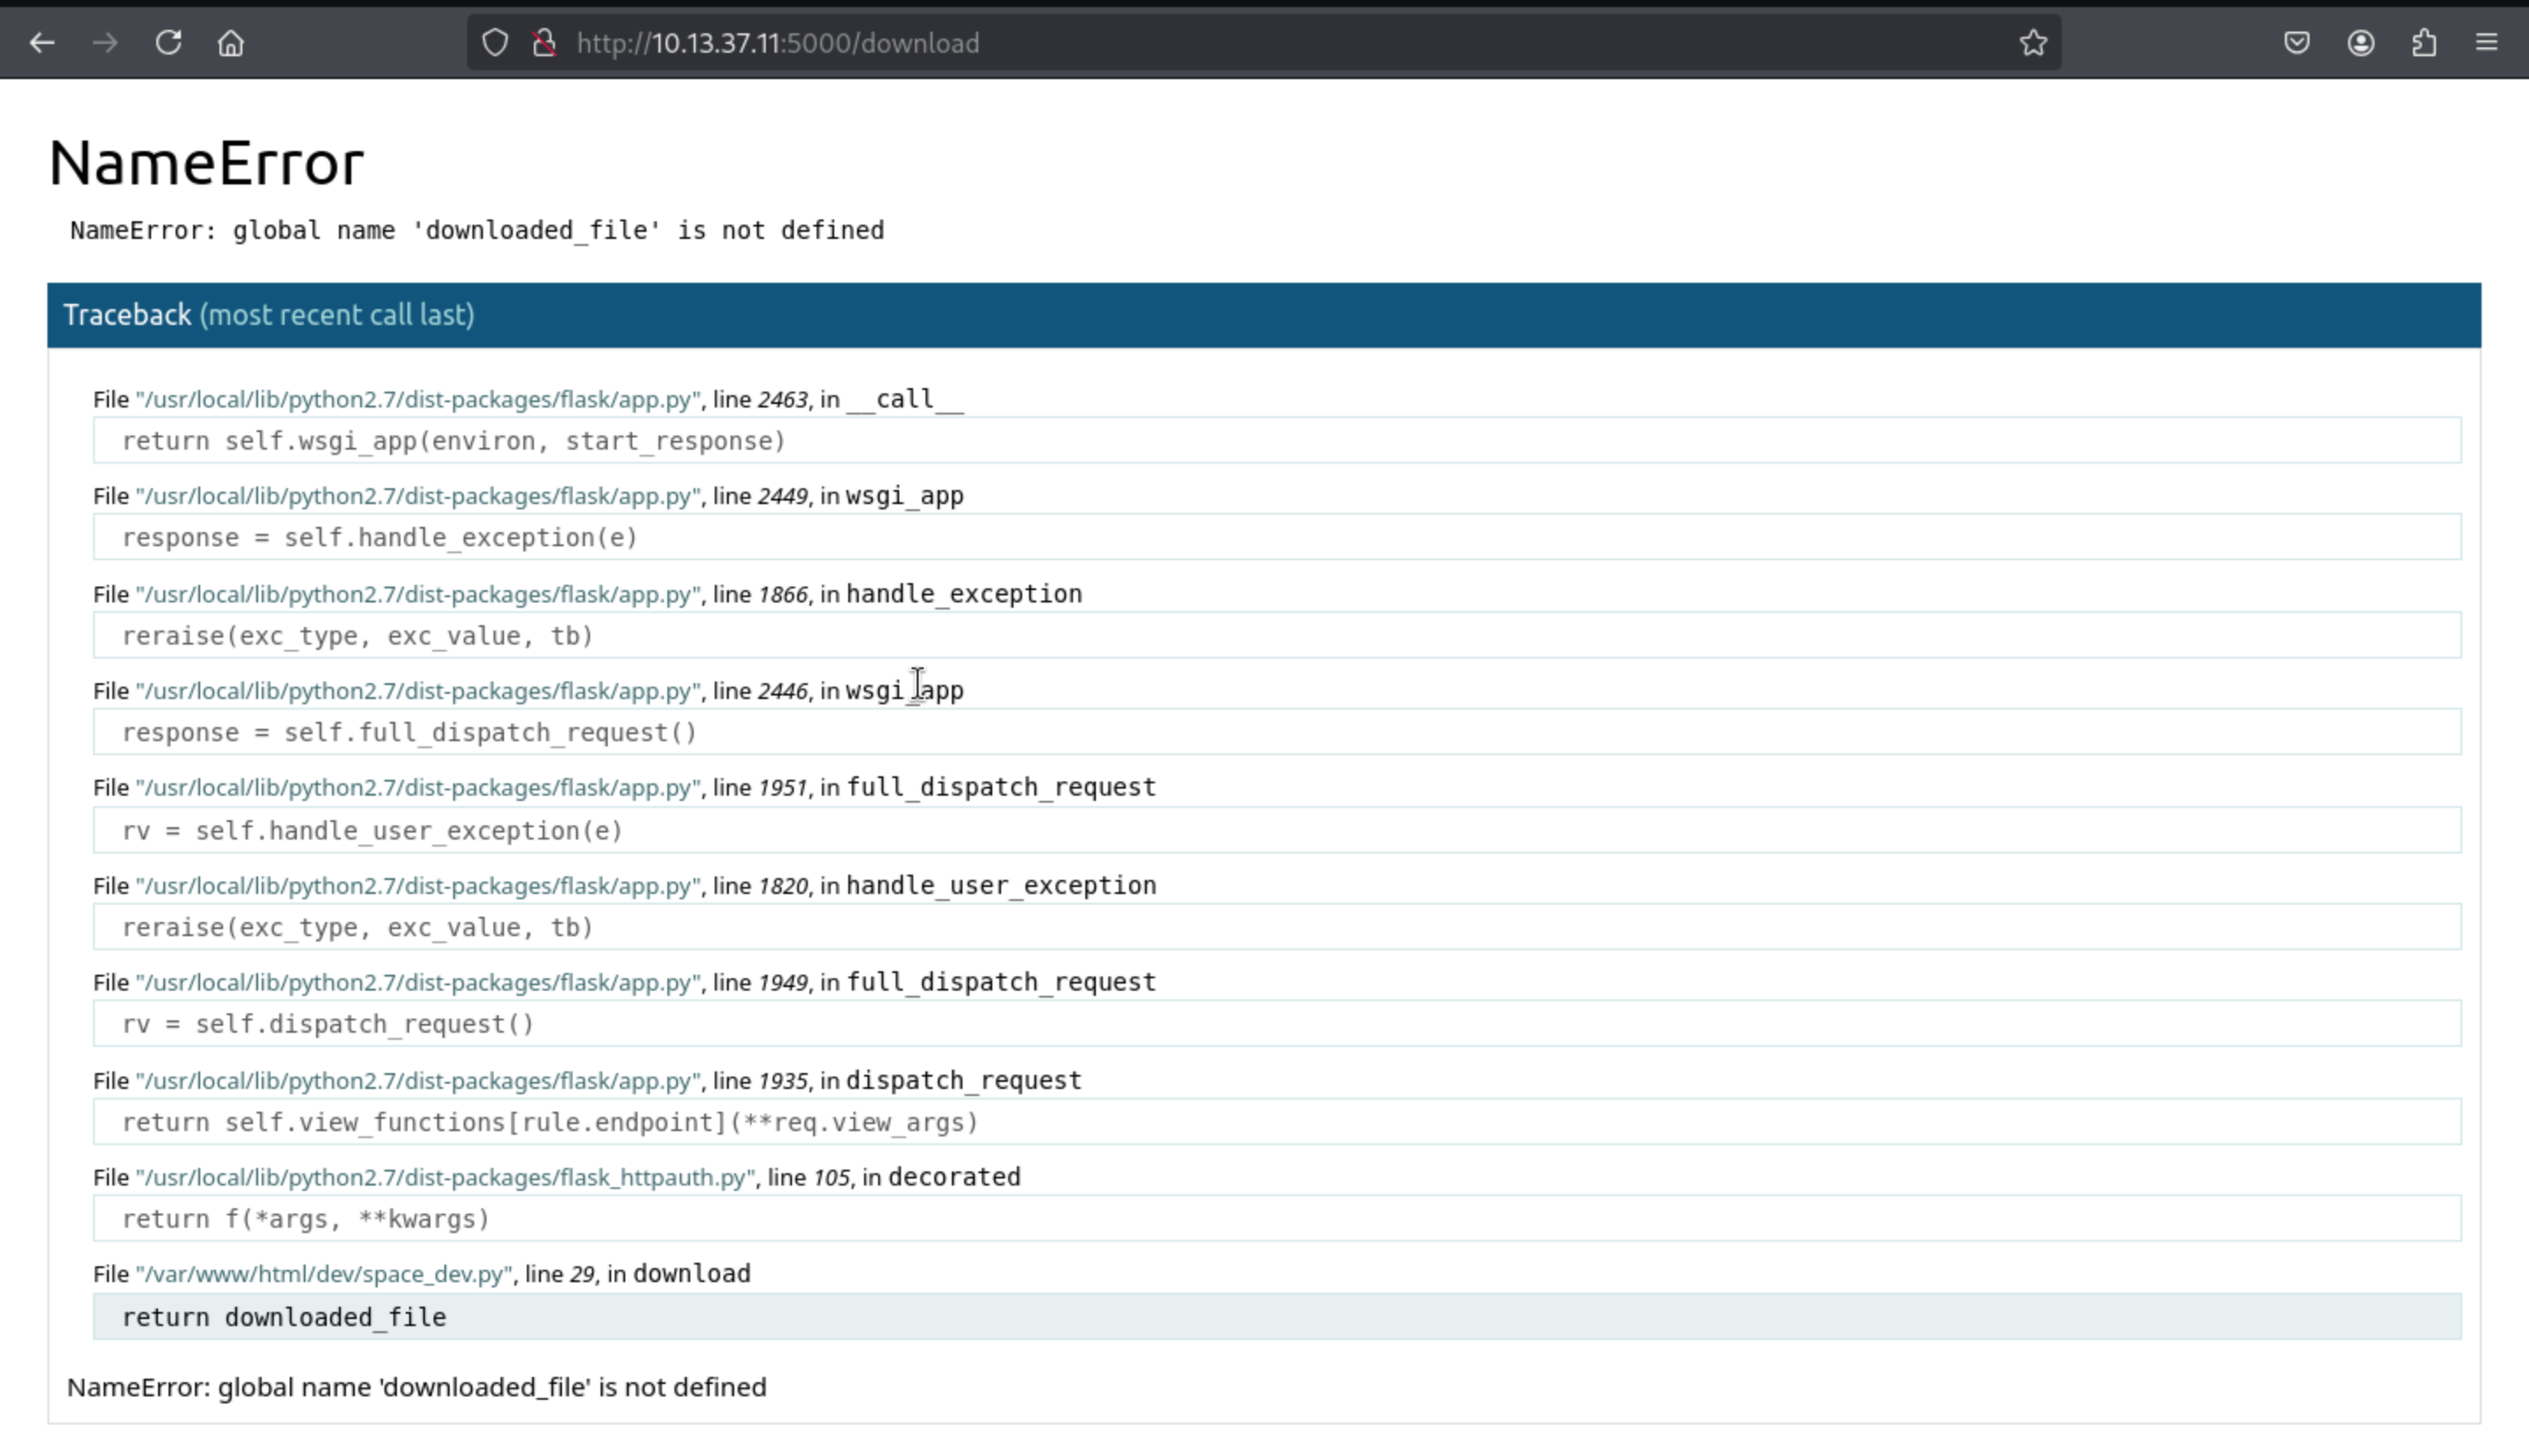 http://10.13.37.11:5000/download
NameError
NameError: global name 'downloaded_file' is not defined
Traceback (most recent call last)
File "/usr/local/lib/python2.7/dist-packages/flask/app.py", line 2463, in __call__
return self.wsgi_app(environ, start_response)
File "/usr/local/lib/python2.7/dist-packages/flask/app.py", line 2449, in wsgi_app
response = self.handle_exception(e)
File "/usr/local/lib/python2.7/dist-packages/flask/app.py", line 1866, in handle_exception
reraise(exc_type, exc_value, tb)
File "/usr/local/lib/python2.7/dist-packages/flask/app.py", line 2446, in wsgi_app
response = self.full_dispatch_request()
File "/usr/local/lib/python2.7/dist-packages/flask/app.py", line 1951, in full_dispatch_request
rv = self.handle_user_exception(e)
File "/usr/local/lib/python2.7/dist-packages/flask/app.py", line 1820, in handle_user_exception
reraise(exc_type, exc_value, tb)
File "/usr/local/lib/python2.7/dist-packages/flask/app.py", line 1949, in full_dispatch_request
rv = self.dispatch_request()
File "/usr/local/lib/python2.7/dist-packages/flask/app.py", line 1935, in dispatch_request
return self.view_functions[rule.endpoint](**req.view_args)
File "/usr/local/lib/python2.7/dist-packages/flask_httpauth.py", line 105, in decorated
return f(*args, **kwargs)
File "/var/www/html/dev/space_dev.py", line 29, in download
return downloaded_file
NameError: global name 'downloaded_file' is not defined